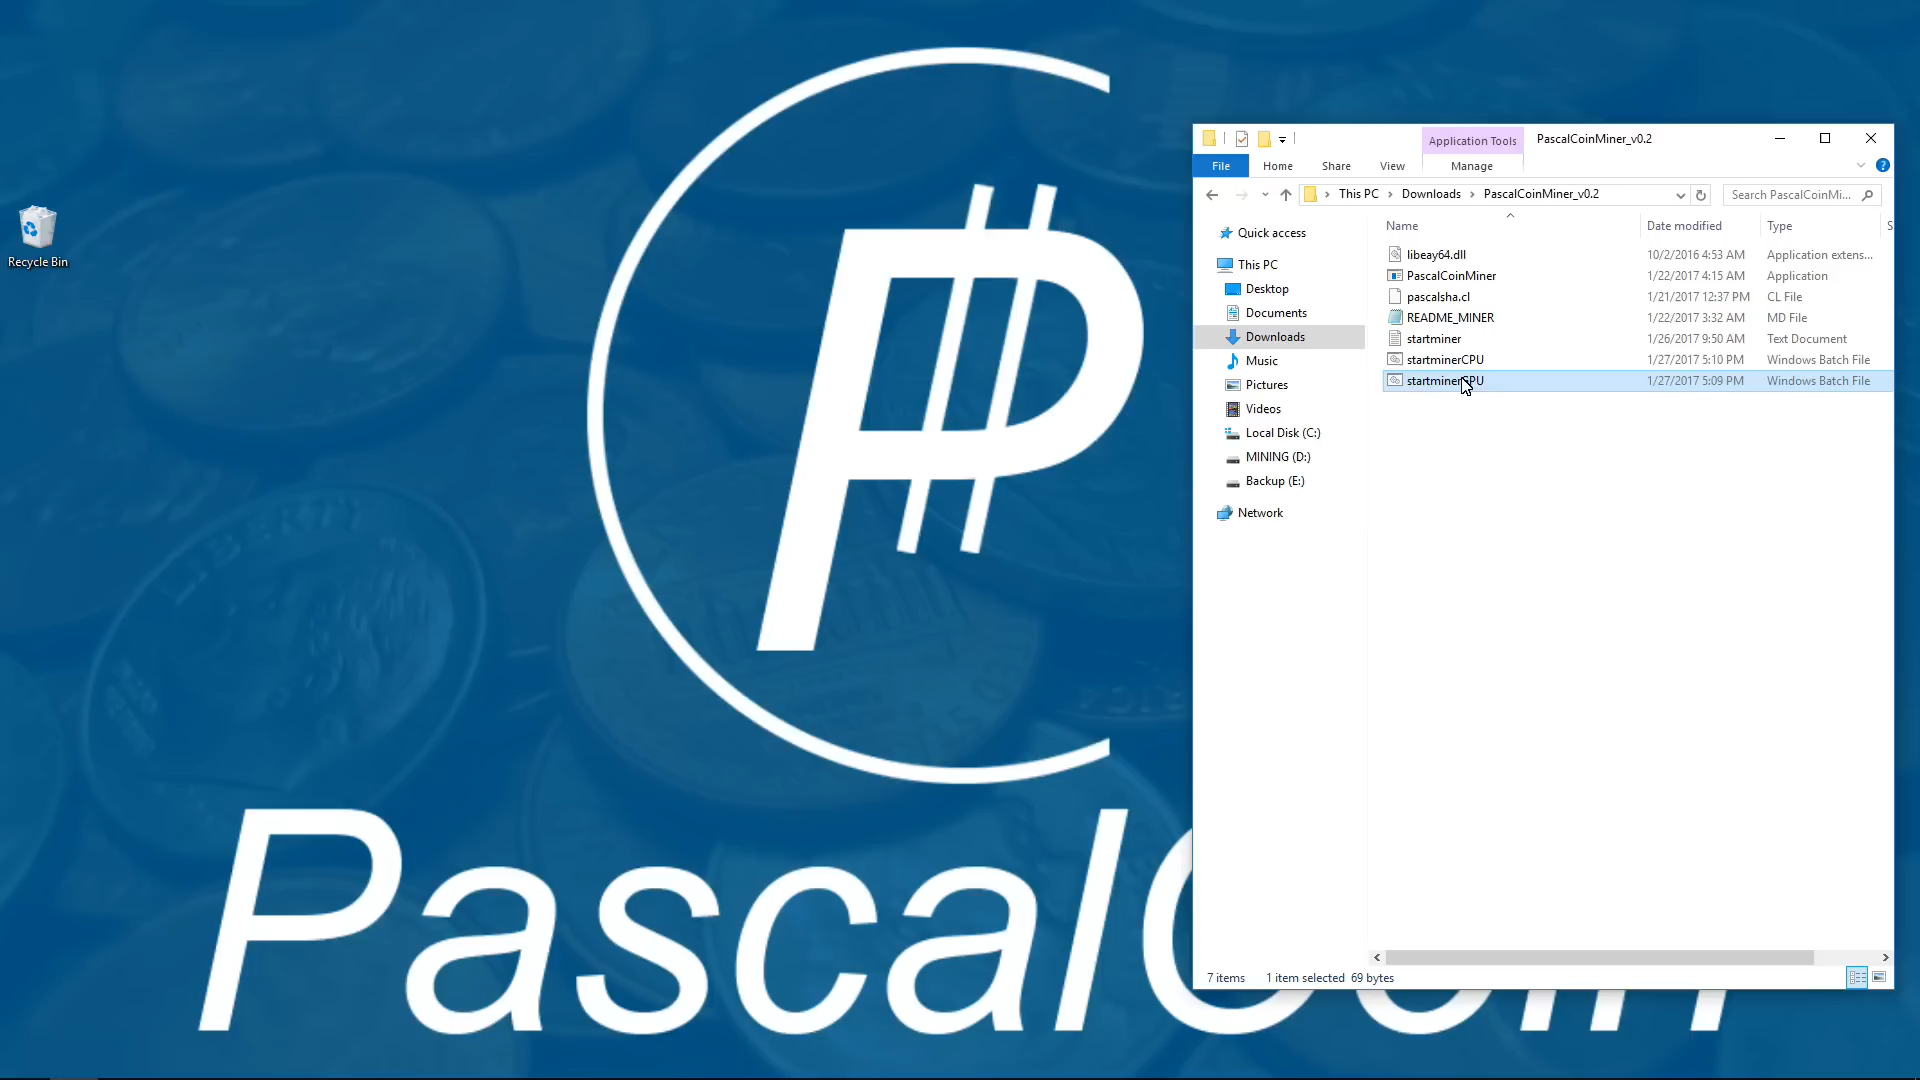 Recycle Bin
Application Tools
PascalCoinMiner_v0.2
File
Home
Share
View
Manage
This PC
Downloads
PascalCoinMiner_v0.2
Search PascalCoinMi...
Name
Date modified
Type
S
libeay64.dll 10/2/2016 4:53 AM Application extens...
PascalCoinMiner 1/22/2017 4:15 AM Application
pascalsha.cl 1/21/2017 12:37 PM CL File
README_MINER 1/22/2017 3:32 AM MD File
startminer 1/26/2017 9:50 AM Text Document
startminerCPU 1/27/2017 5:10 PM Windows Batch File
startminerCPU 1/27/2017 5:09 PM Windows Batch File
Quick access
This PC
Desktop
Documents
Downloads
Music
Pictures
Videos
Local Disk (C:)
MINING (D:)
Backup (E:)
Network
7 items
1 item selected 69 bytes
Pascal